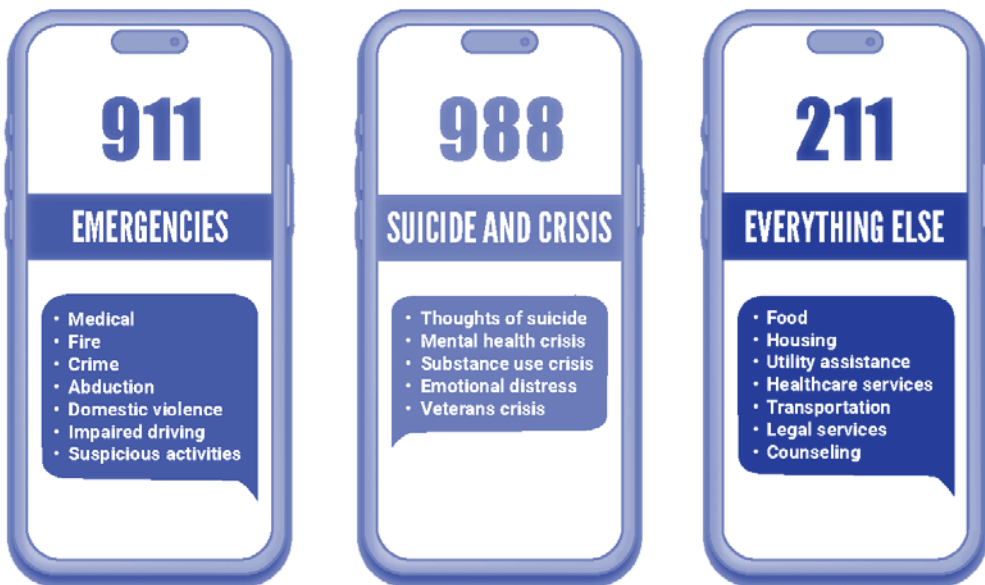 911
EMERGENCIES
• Medical
• Fire
• Crime
• Abduction
• Domestic violence
• Impaired driving
• Suspicious activities
988
SUICIDE AND CRISIS
• Thoughts of suicide
• Mental health crisis
• Substance use crisis
• Emotional distress
• Veterans crisis
211
EVERYTHING ELSE
• Food
• Housing
• Utility assistance
• Healthcare services
• Transportation
• Legal services
• Counseling